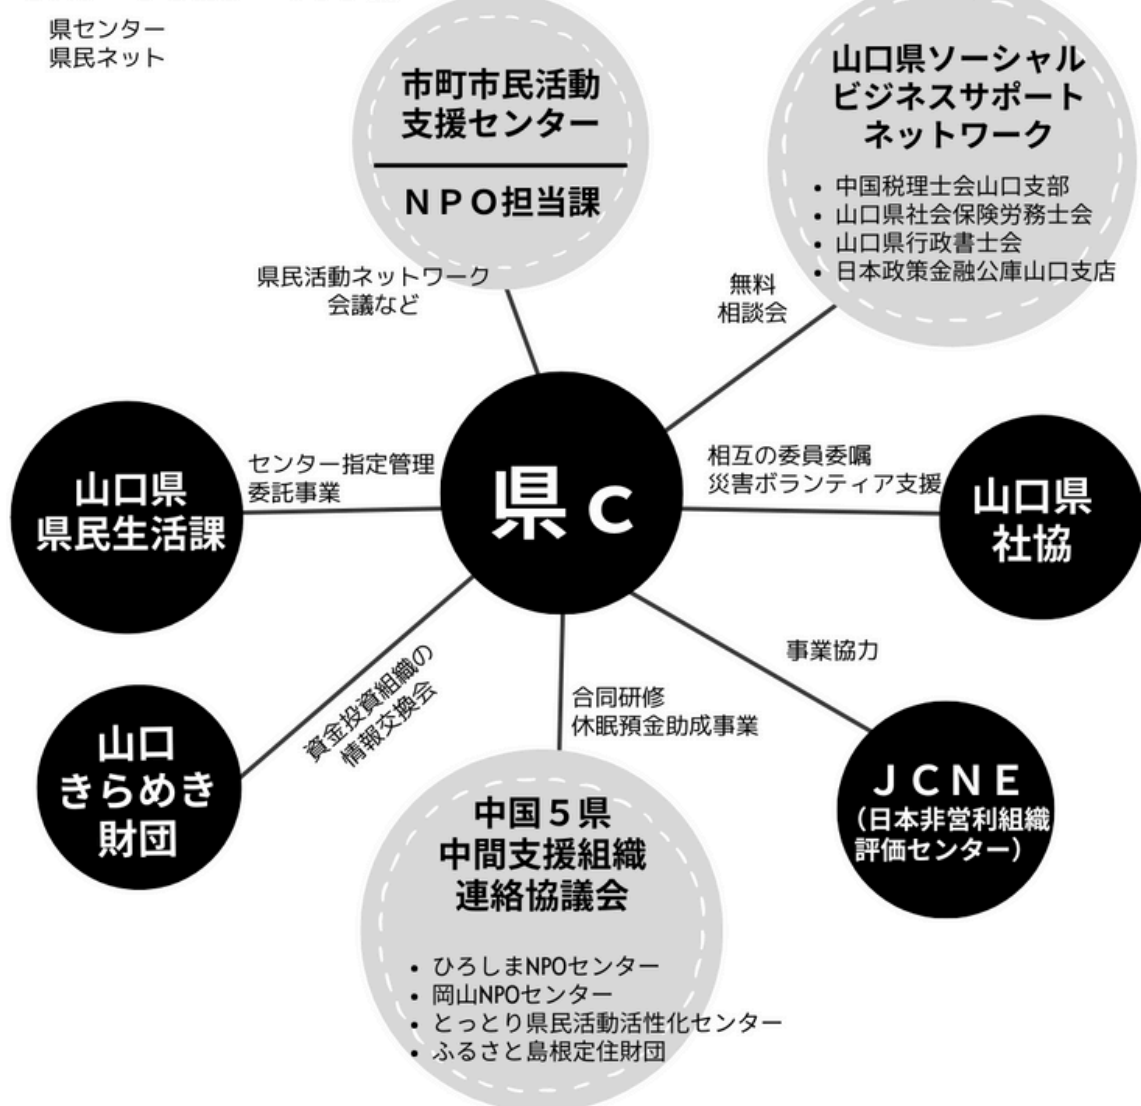 県センター
県民ネット
市町市民活動
支援センター
ＮＰＯ担当課
山口県ソーシャル
ビジネスサポート
ネットワーク
• 中国税理士会山口支部
• 山口県社会保険労務士会
• 山口県行政書士会
• 日本政策金融公庫山口支店
県民活動ネットワーク
会議など
無料
相談会
山口県
県民生活課
センター指定管理
委託事業
県ｃ
相互の委員委嘱
災害ボランティア支援
山口県
社協
資金投資組織の
情報交換会
合同研修
休眠預金助成事業
事業協力
山口
きらめき
財団
中国５県
中間支援組織
連絡協議会
• ひろしまNPOセンター
• 岡山NPOセンター
• とっとり県民活動活性化センター
• ふるさと島根定住財団
ＪＣＮＥ
（日本非営利組織
評価センター）